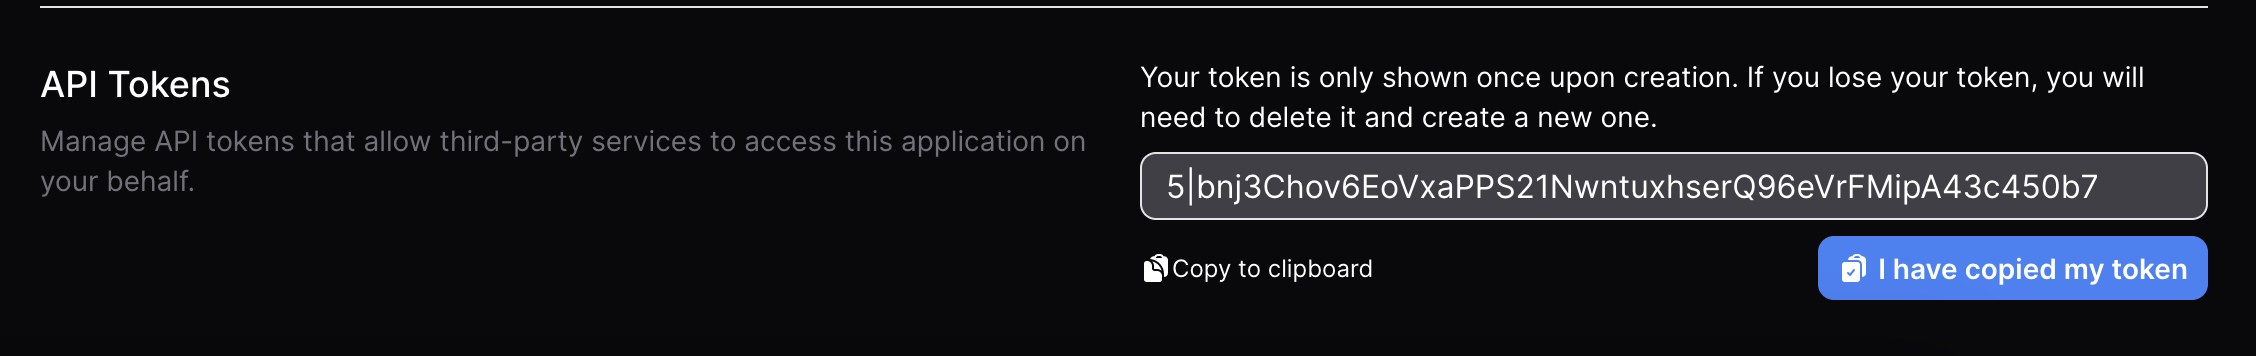 API Tokens
Manage API tokens that allow third-party services to access this application on
your behalf.
Your token is only shown once upon creation. If you lose your token, you will
need to delete it and create a new one.
5|bnj3Chov6EoVxaPPS21NwntuxhserQ96eVrFMipA43c450b7
Copy to clipboard
I have copied my token